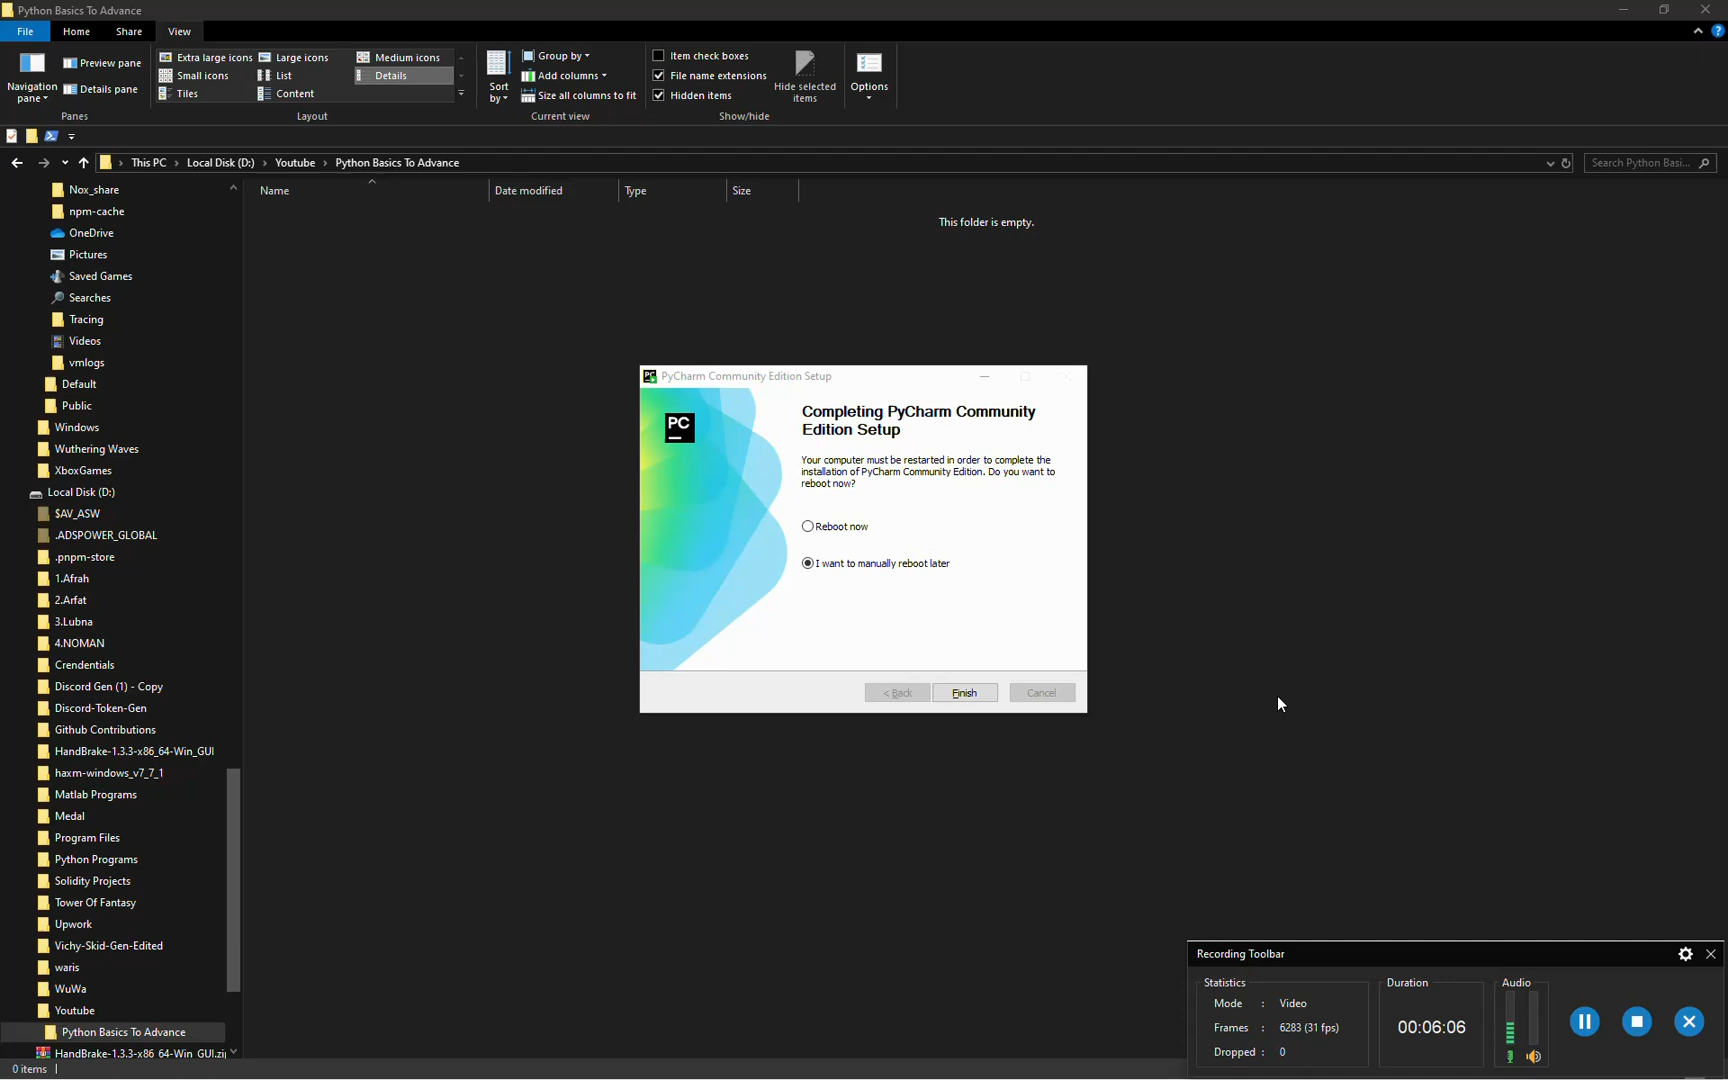 Python Basics To Advance
File Home Share View
Navigation pane
Preview pane
Details pane
Panes
Extra large icons Large icons Medium icons
Small icons List Details
Tiles Content
Layout
Sort by
Group by
Add columns
Size all columns to fit
Current view
Item check boxes
File name extensions
Hidden items
Hide selected items
Show/hide
Options
This PC Local Disk (D:) Youtube Python Basics To Advance
Search Python Basi...
Name Date modified Type Size
This folder is empty.
Nox_share
npm-cache
OneDrive
Pictures
Saved Games
Searches
Tracing
Videos
vmlogs
Default
Public
Windows
Wuthering Waves
XboxGames
Local Disk (D:)
$AV_ASW
.ADSPOWER_GLOBAL
.pnpm-store
1.Afrah
2.Arfat
3.Lubna
4.NOMAN
Crendentials
Discord Gen (1) - Copy
Discord-Token-Gen
Github Contributions
HandBrake-1.3.3-x86_64-Win_GUI
haxm-windows_v7_7_1
Matlab Programs
Medal
Program Files
Python Programs
Solidity Projects
Tower Of Fantasy
Upwork
Vichy-Skid-Gen-Edited
waris
WuWa
Youtube
Python Basics To Advance
HandBrake-1.3.3-x86_64-Win_GUI.zip
0 items
PC PyCharm Community Edition Setup
PC
Completing PyCharm Community
Edition Setup
Your computer must be restarted in order to complete the
installation of PyCharm Community Edition. Do you want to
reboot now?
Reboot now
I want to manually reboot later
< Back Finish Cancel
Recording Toolbar
Statistics
Mode : Video
Frames : 6283 (31 fps)
Dropped : 0
Duration
00:06:06
Audio